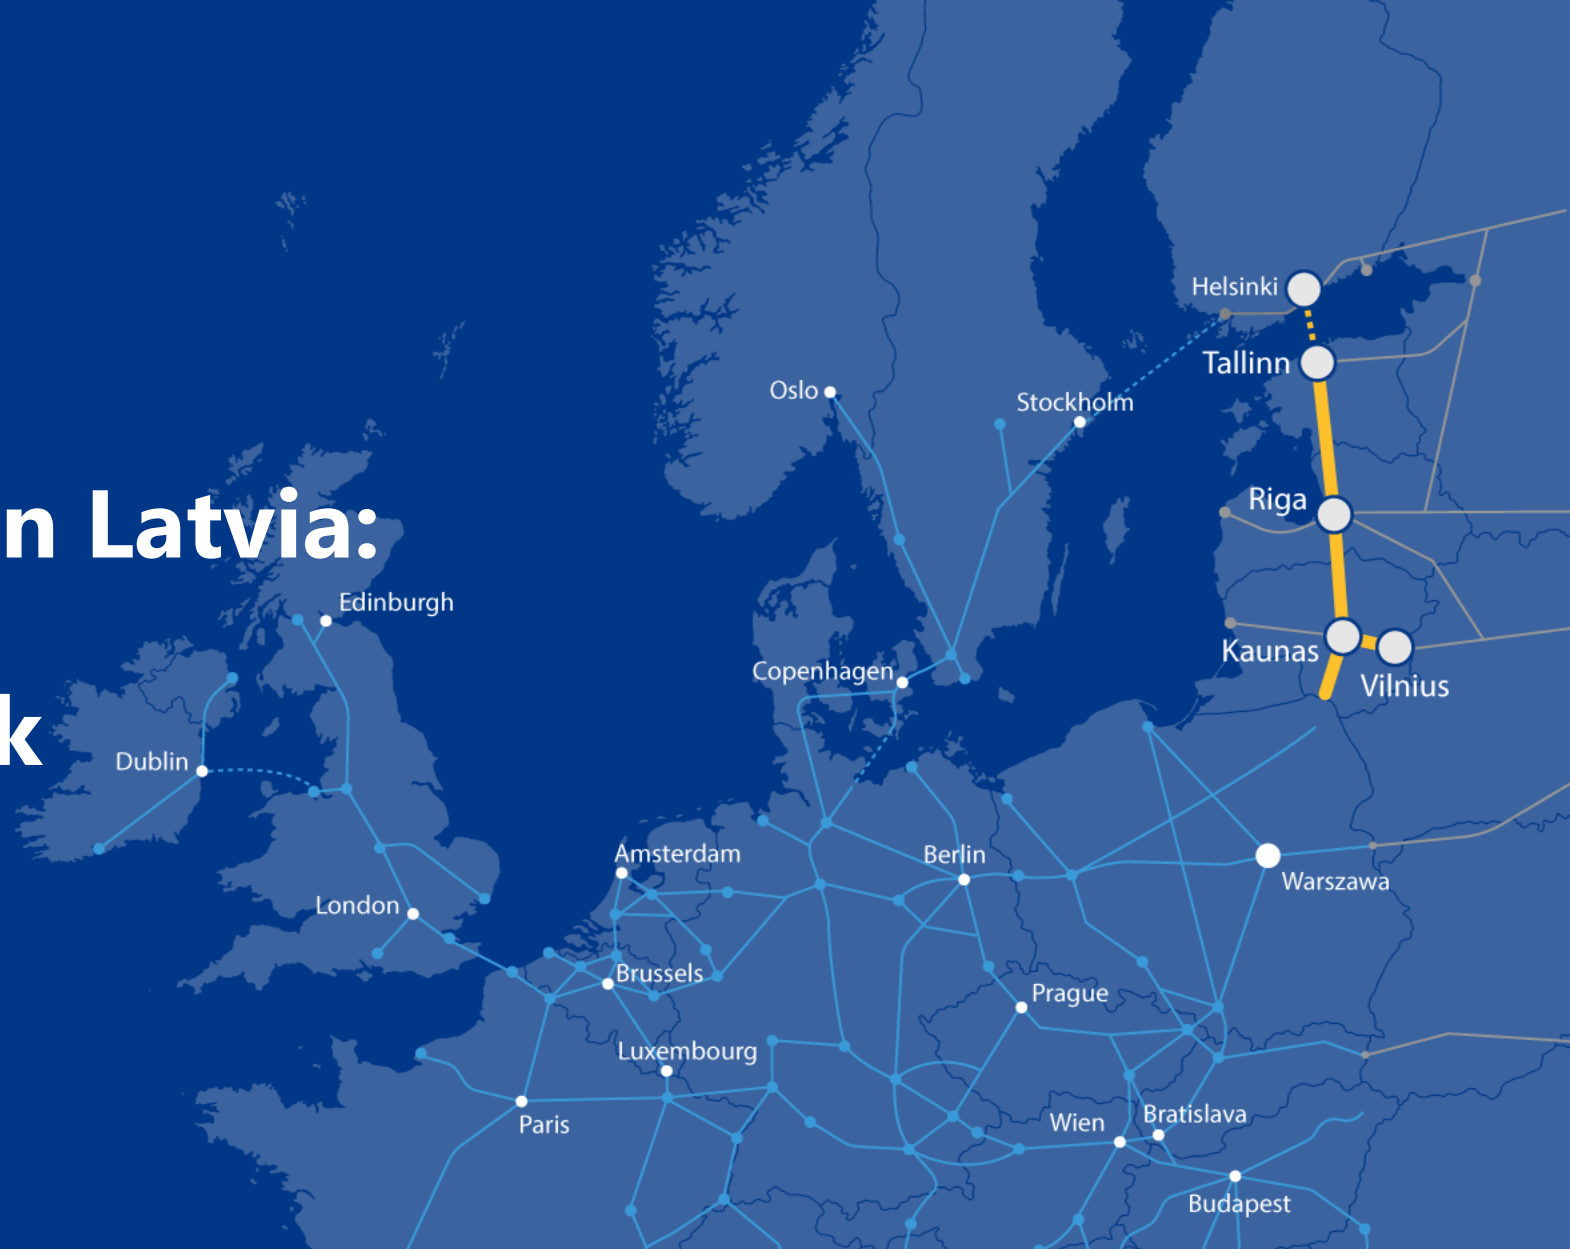 Helsinki
Tallinn
Oslo
Stockholm
Riga
n Latvia:
Edinburgh
Kaunas
Copenhagen
Vilnius
k
Dublin
Amsterdam
Berlin
Warszawa
London
Brussels
Prague
Luxembourg
Paris
Wien
Bratislava
Budapest